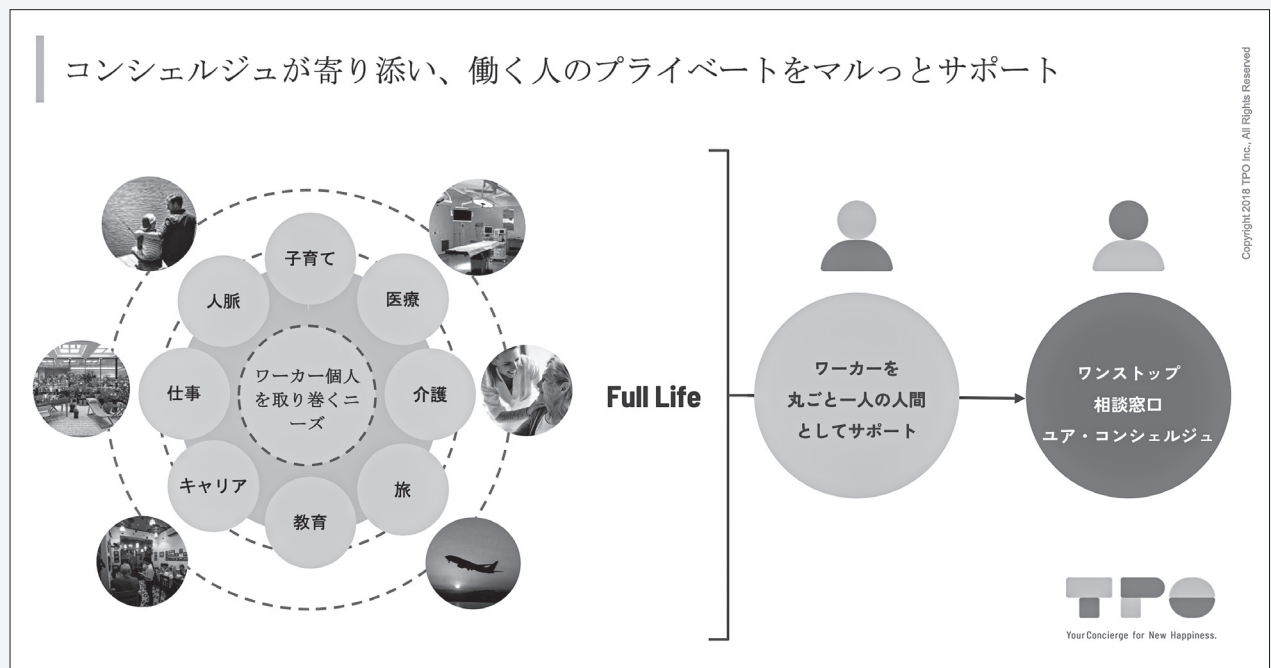 コンシェルジュが寄り添い、働く人のプライベートをマルっとサポート
Copyright 2018 TPO Inc., All Rights Reserved
子育て
人脈
医療
仕事
ワーカー個人
を取り巻くニ
ーズ
介護
キャリア
旅
教育
Full Life
ワーカーを
丸ごと一人の人間
としてサポート
ワンストップ
相談窓口
ユア・コンシェルジュ
TPO
Your Concierge for New Happiness.